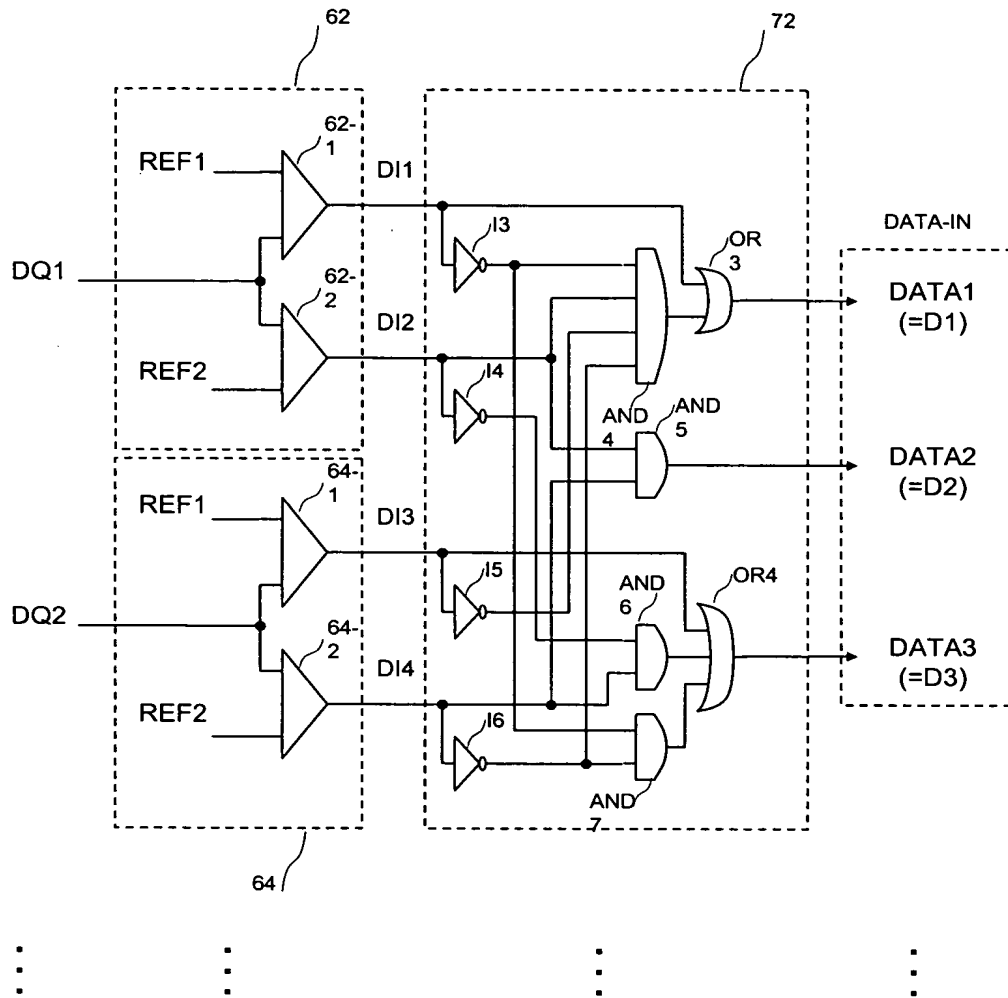 62
72
62-
1
REF1
DI1
I3
DATA-IN
OR
3
DQ1
62-
2
DATA1
(=D1)
DI2
REF2
I4
AND
4
AND
5
64-
1
DATA2
(=D2)
REF1
DI3
I5
AND
6
OR4
DQ2
64-
2
DATA3
(=D3)
DI4
REF2
I6
AND
7
64